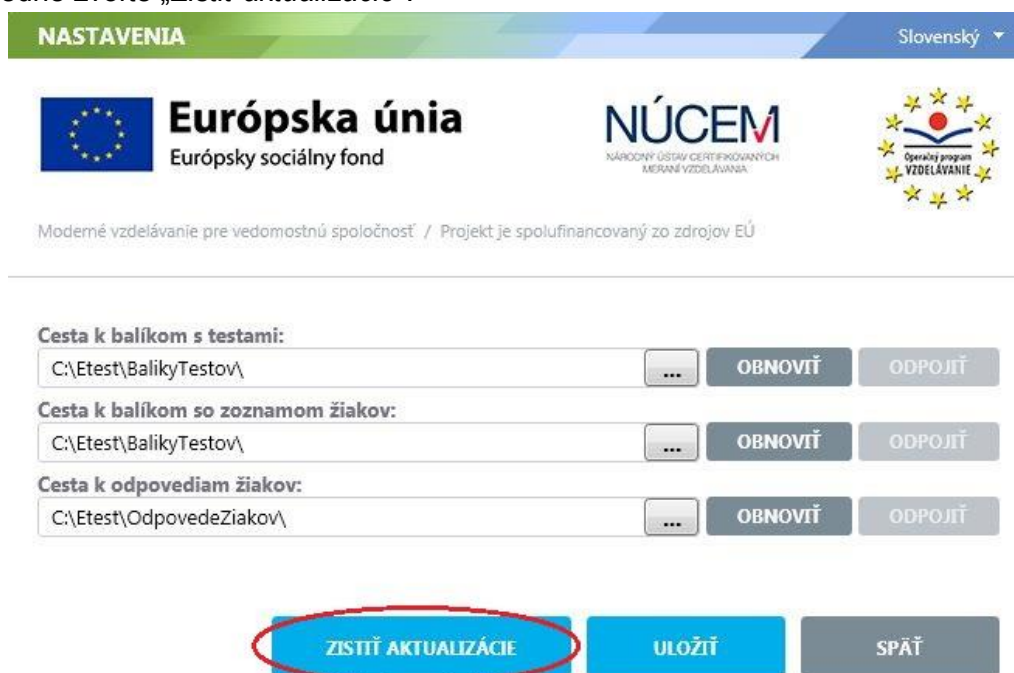 NASTAVENIA
Slovenský
Európska únia
Európsky sociálny fond
NÚCEM
NÁRODNÝ ÚSTAV CERTIFIKOVANÝCH
MERANÍ VZDELÁVANIA
Operačný program
VZDELÁVANIE
Moderné vzdelávanie pre vedomostnú spoločnosť / Projekt je spolufinancovaný zo zdrojov EÚ
Cesta k balíkom s testami:
C:\Etest\BalikyTestov\ ... OBNOVIŤ ODPOJIŤ
Cesta k balíkom so zoznamom žiakov:
C:\Etest\BalikyTestov\ ... OBNOVIŤ ODPOJIŤ
Cesta k odpovediam žiakov:
C:\Etest\OdpovedeZiakov\ ... OBNOVIŤ ODPOJIŤ
ZISTIŤ AKTUALIZÁCIE ULOŽIŤ SPÄŤ